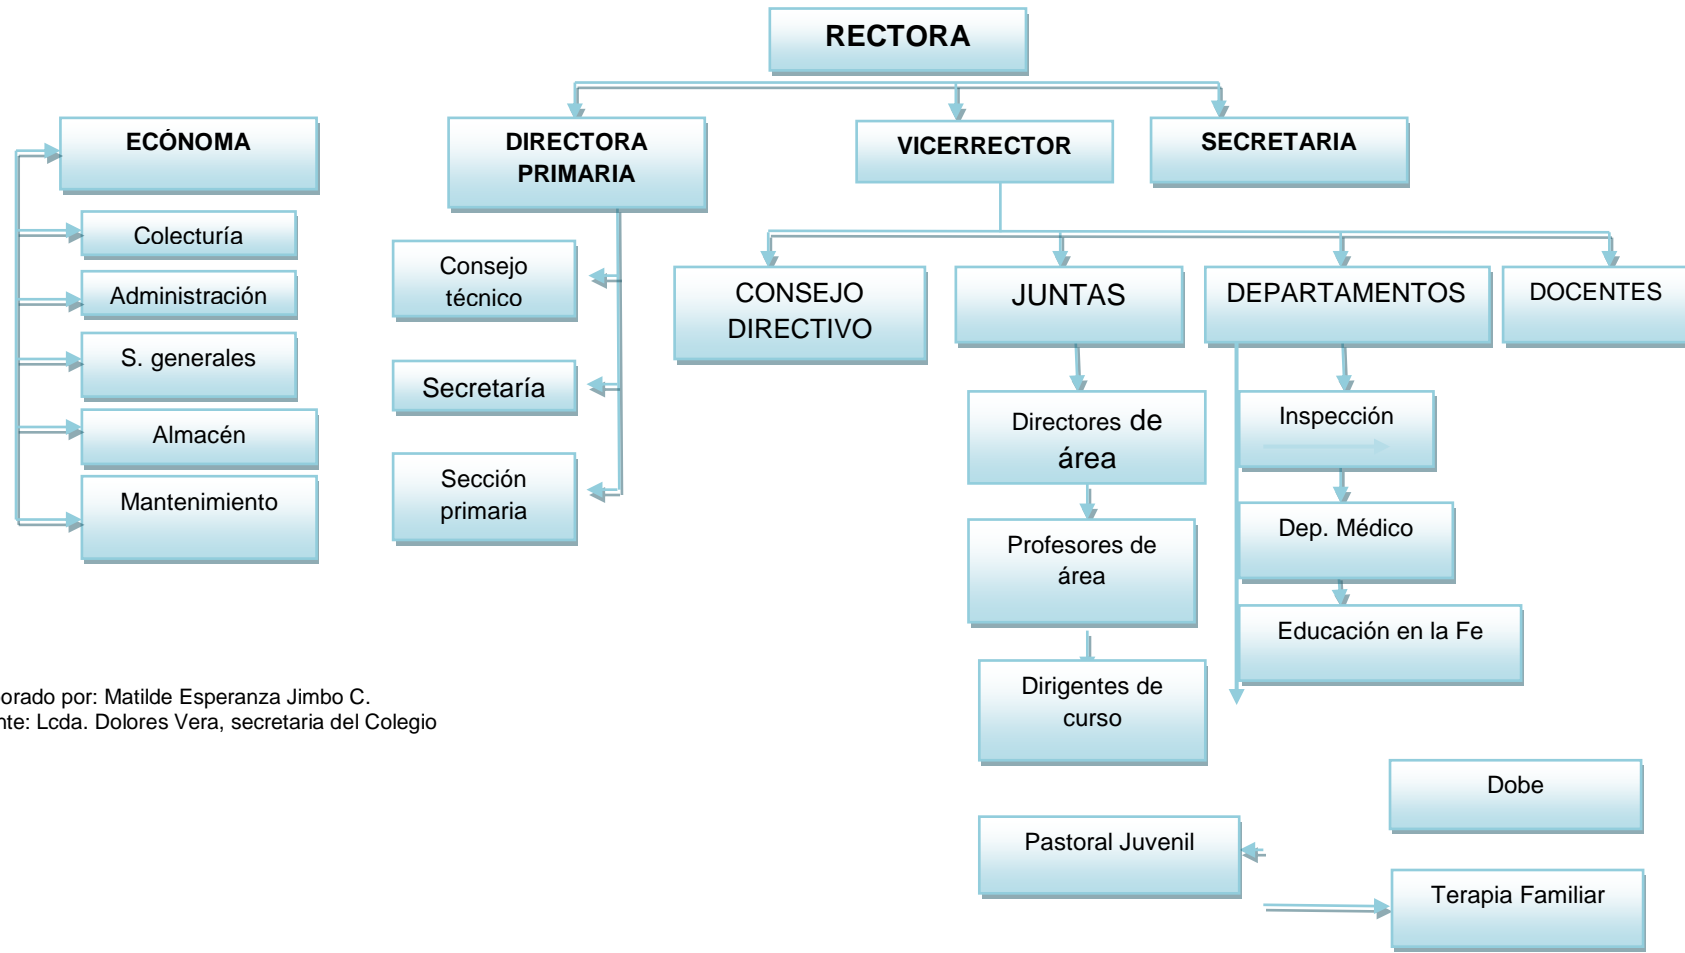 RECTORA
ECÓNOMA
DIRECTORA
PRIMARIA
VICERRECTOR
SECRETARIA
Colecturía
Administración
S. generales
Almacén
Mantenimiento
Consejo
técnico
Secretaría
Sección
primaria
CONSEJO
DIRECTIVO
JUNTAS
DEPARTAMENTOS
DOCENTES
Directores de
área
Profesores de
área
Dirigentes de
curso
Inspección
Dep. Médico
Educación en la Fe
Dobe
Pastoral Juvenil
Terapia Familiar
orado por: Matilde Esperanza Jimbo C.
nte: Lcda. Dolores Vera, secretaria del Colegio